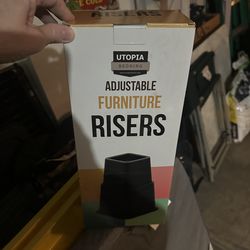 UTOPIA
BEDDING
ADJUSTABLE
FURNITURE
RISERS